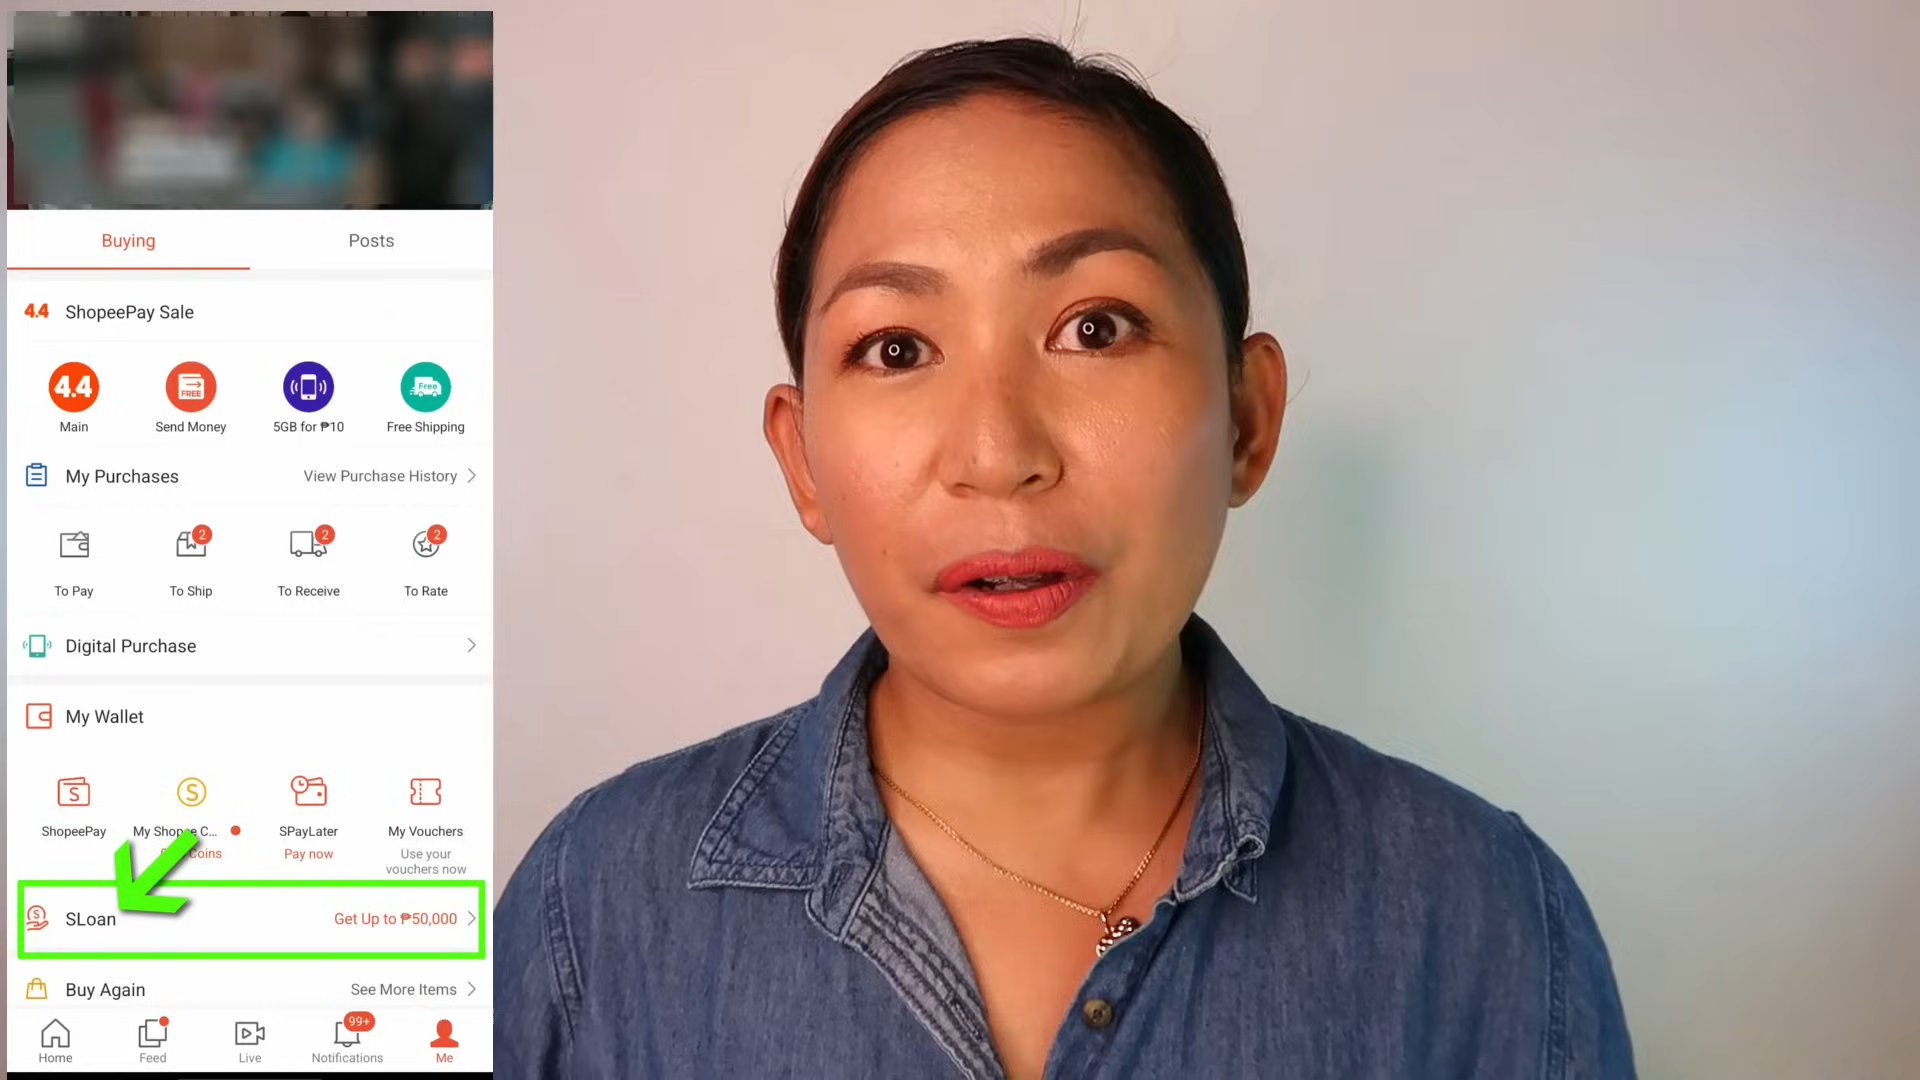 Buying Posts
4.4 ShopeePay Sale
4.4 FREE Free
Main Send Money 5GB for ₱10 Free Shipping
My Purchases View Purchase History
2 2 2
To Pay To Ship To Receive To Rate
Digital Purchase
My Wallet
S S
ShopeePay My Shopee C... SPayLater My Vouchers
Coins Pay now Use your
vouchers now
S SLoan Get Up to ₱50,000
Buy Again See More Items
99+
Home Feed Live Notifications Me